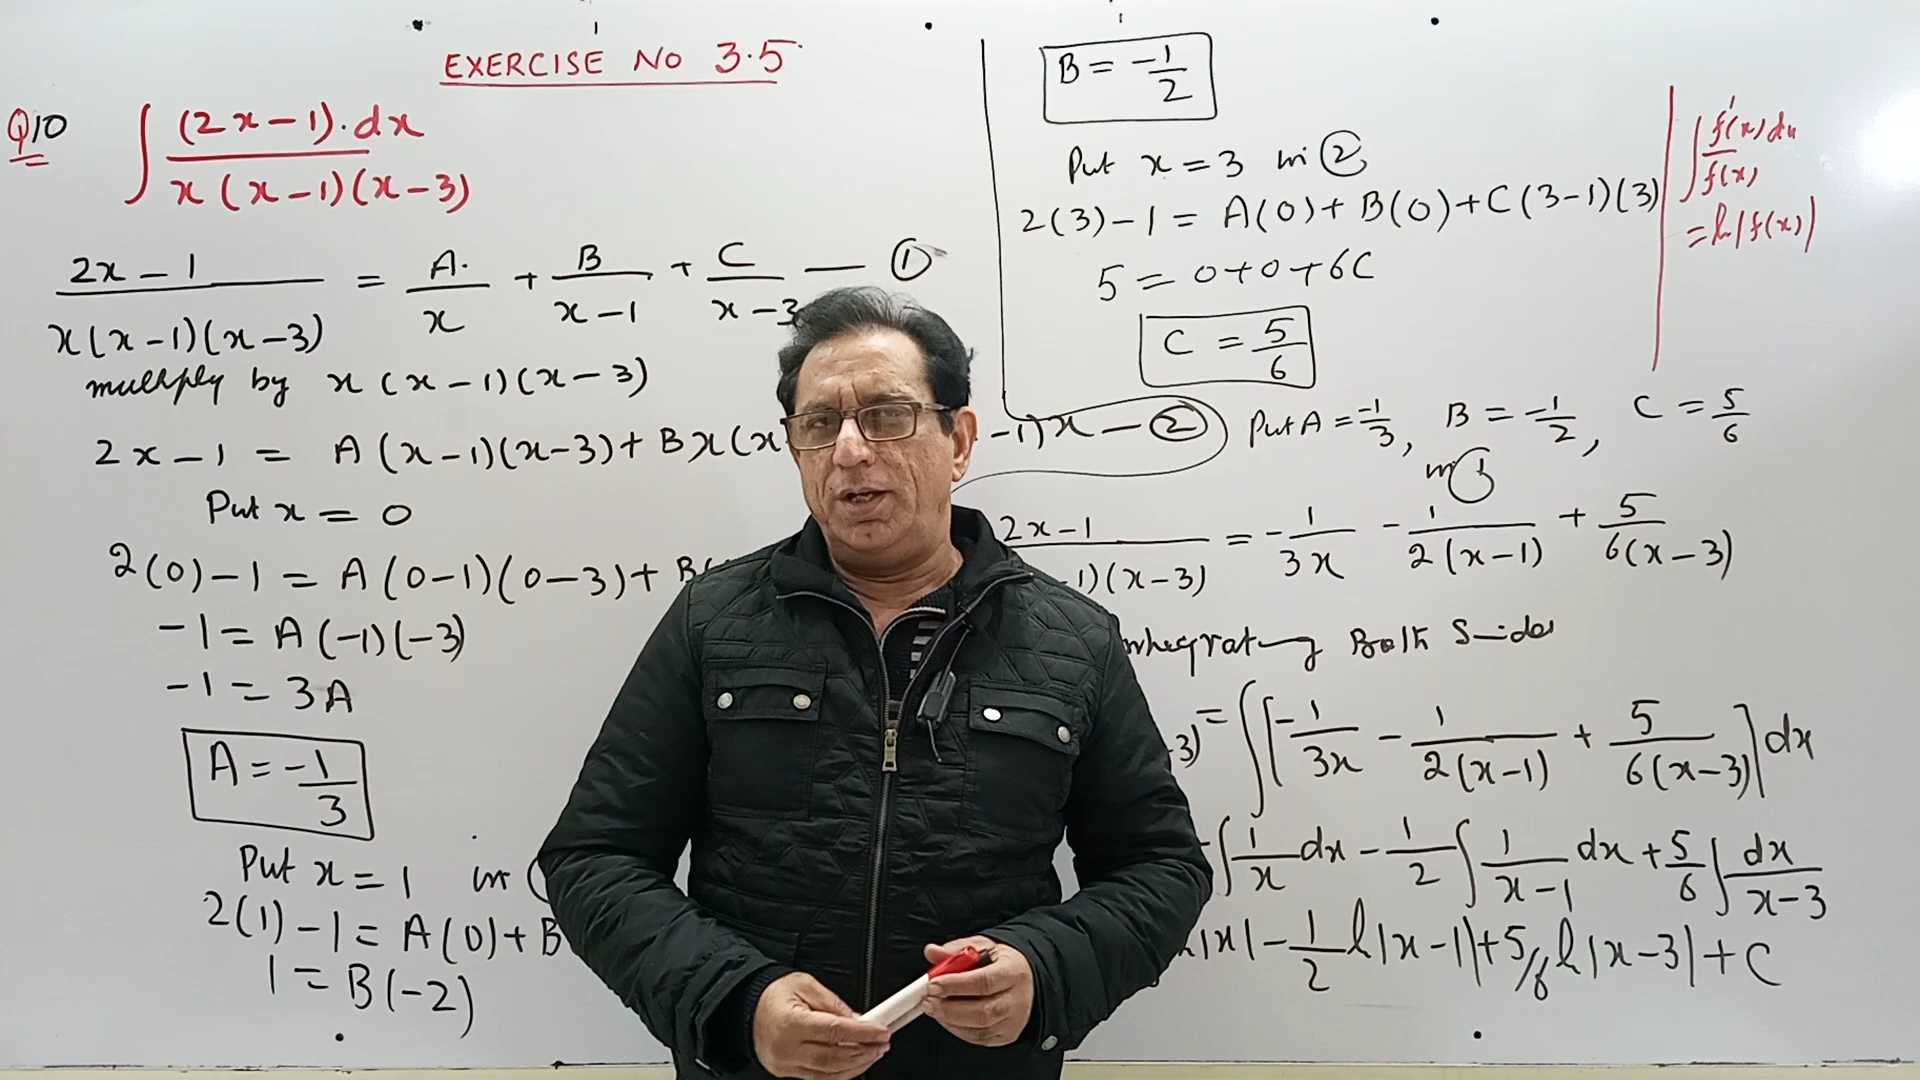 EXERCISE NO 3.5
Q10 ∫ (2x-1).dx / x(x-1)(x-3)
2x-1 / x(x-1)(x-3) = A. / x + B / x-1 + C / x-3 — ①
multiply by x(x-1)(x-3)
2x-1 = A(x-1)(x-3)+Bx(x
Put x = 0
2(0)-1 = A(0-1)(0-3)+B(
-1 = A(-1)(-3)
-1 = 3A
A = -1/3
Put x = 1 in
2(1)-1 = A(0)+B
1 = B(-2)
B = -1/2
Put x = 3 in ②
2(3)-1 = A(0)+B(0)+C(3-1)(3)
5 = 0+0+6C
C = 5/6
-1)x — ②
Put A = -1/3, B = -1/2, C = 5/6
in ①
2x-1 / -1)(x-3) = -1/3x - 1/2(x-1) + 5/6(x-3)
Integrating Both Sides
-3) = ∫[-1/3x - 1/2(x-1) + 5/6(x-3)]dx
∫1/x dx - 1/2 ∫ 1/x-1 dx + 5/6 ∫ dx/x-3
|x| - 1/2 ln|x-1| + 5/6 ln|x-3| + C
∫ f'(x)dx / f(x)
= ln|f(x)|